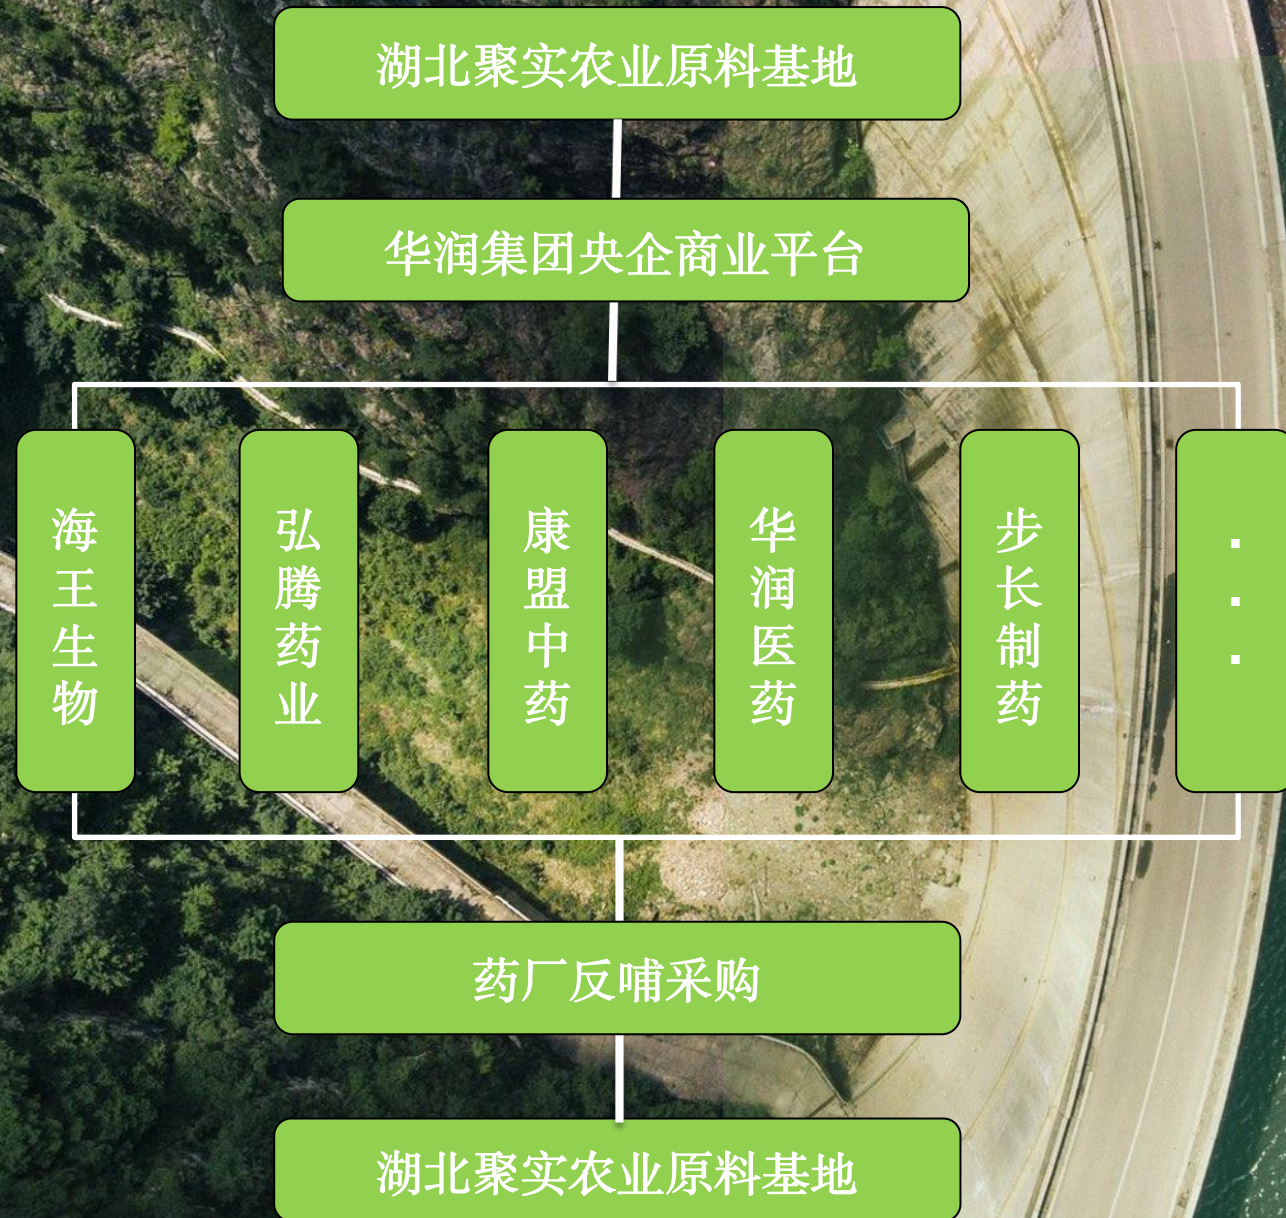 湖北聚实农业原料基地
华润集团央企商业平台
海王生物
弘腾药业
康盟中药
华润医药
步长制药
...
药厂反哺采购
湖北聚实农业原料基地